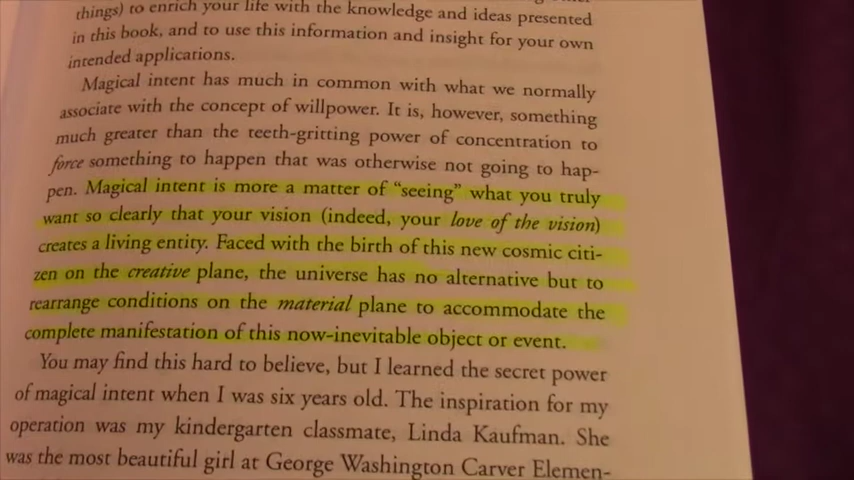 things) to enrich your life with the knowledge and ideas presented
in this book, and to use this information and insight for your own
intended applications.
Magical intent has much in common with what we normally
associate with the concept of willpower. It is, however, something
much greater than the teeth-gritting power of concentration to
force something to happen that was otherwise not going to hap-
pen. Magical intent is more a matter of “seeing” what you truly
want so clearly that your vision (indeed, your love of the vision)
creates a living entity. Faced with the birth of this new cosmic citi-
zen on the creative plane, the universe has no alternative but to
rearrange conditions on the material plane to accommodate the
complete manifestation of this now-inevitable object or event.
You may find this hard to believe, but I learned the secret power
of magical intent when I was six years old. The inspiration for my
operation was my kindergarten classmate, Linda Kaufman. She
was the most beautiful girl at George Washington Carver Elemen-